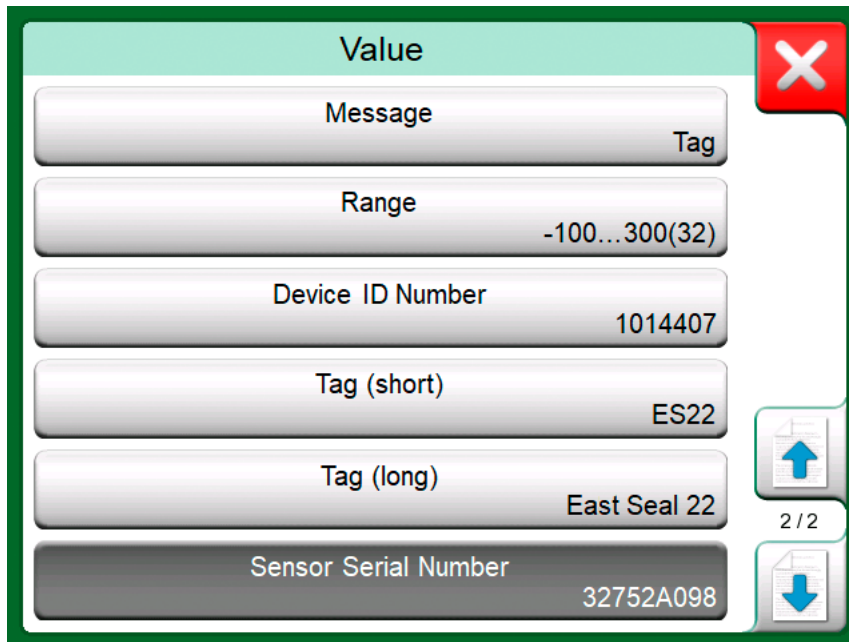 Value
Message
Tag
Range
-100...300(32)
Device ID Number
1014407
Tag (short)
ES22
Tag (long)
East Seal 22
2/2
Sensor Serial Number
32752A098